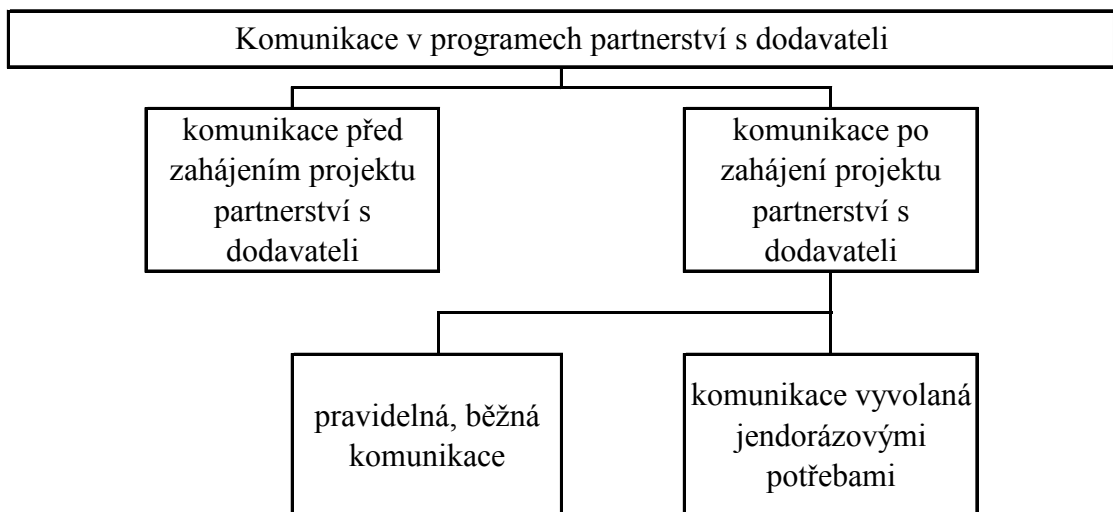 Komunikace v programech partnerství s dodavateli
komunikace před
zahájením projektu
partnerství s
dodavateli
komunikace po
zahájení projektu
partnerství s
dodavateli
pravidelná, běžná
komunikace
komunikace vyvolaná
jendorázovými
potřebami